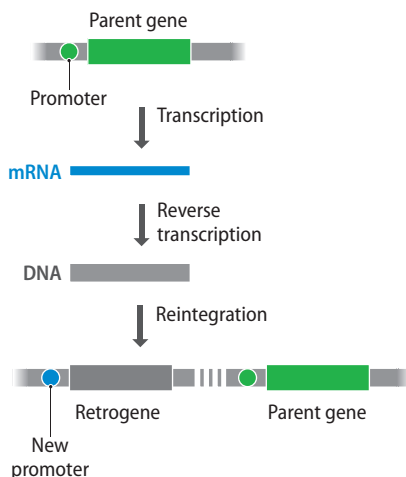 Parent gene
Promoter
Transcription
mRNA
Reverse
transcription
DNA
Reintegration
Retrogene
Parent gene
New
promoter